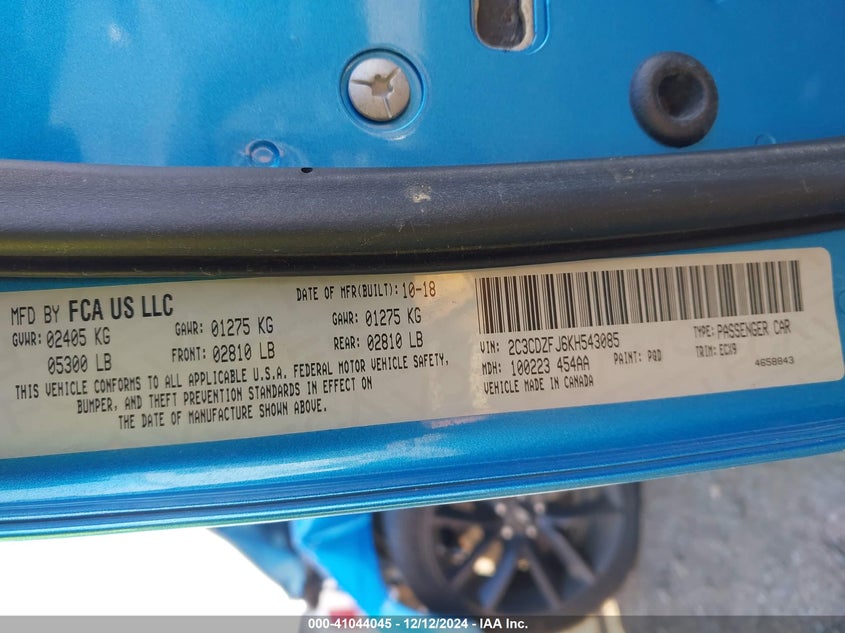 MFD BY FCA US LLC
DATE OF MFR(BUILT): 10-18
GVWR: 02405 KG
GAWR: 01275 KG
GAWR: 01275 KG
05300 LB
FRONT: 02810 LB
REAR: 02810 LB
THIS VEHICLE CONFORMS TO ALL APPLICABLE U.S.A. FEDERAL MOTOR VEHICLE SAFETY,
BUMPER, AND THEFT PREVENTION STANDARDS IN EFFECT ON
THE DATE OF MANUFACTURE SHOWN ABOVE.
VIN: 2C3CDZFJ6KH543085
TYPE: PASSENGER CAR
MDH: 100223 454AA
PAINT: PQD
TRIM: ECX9
VEHICLE MADE IN CANADA
4658843
000-41044045 - 12/12/2024 - IAA Inc.